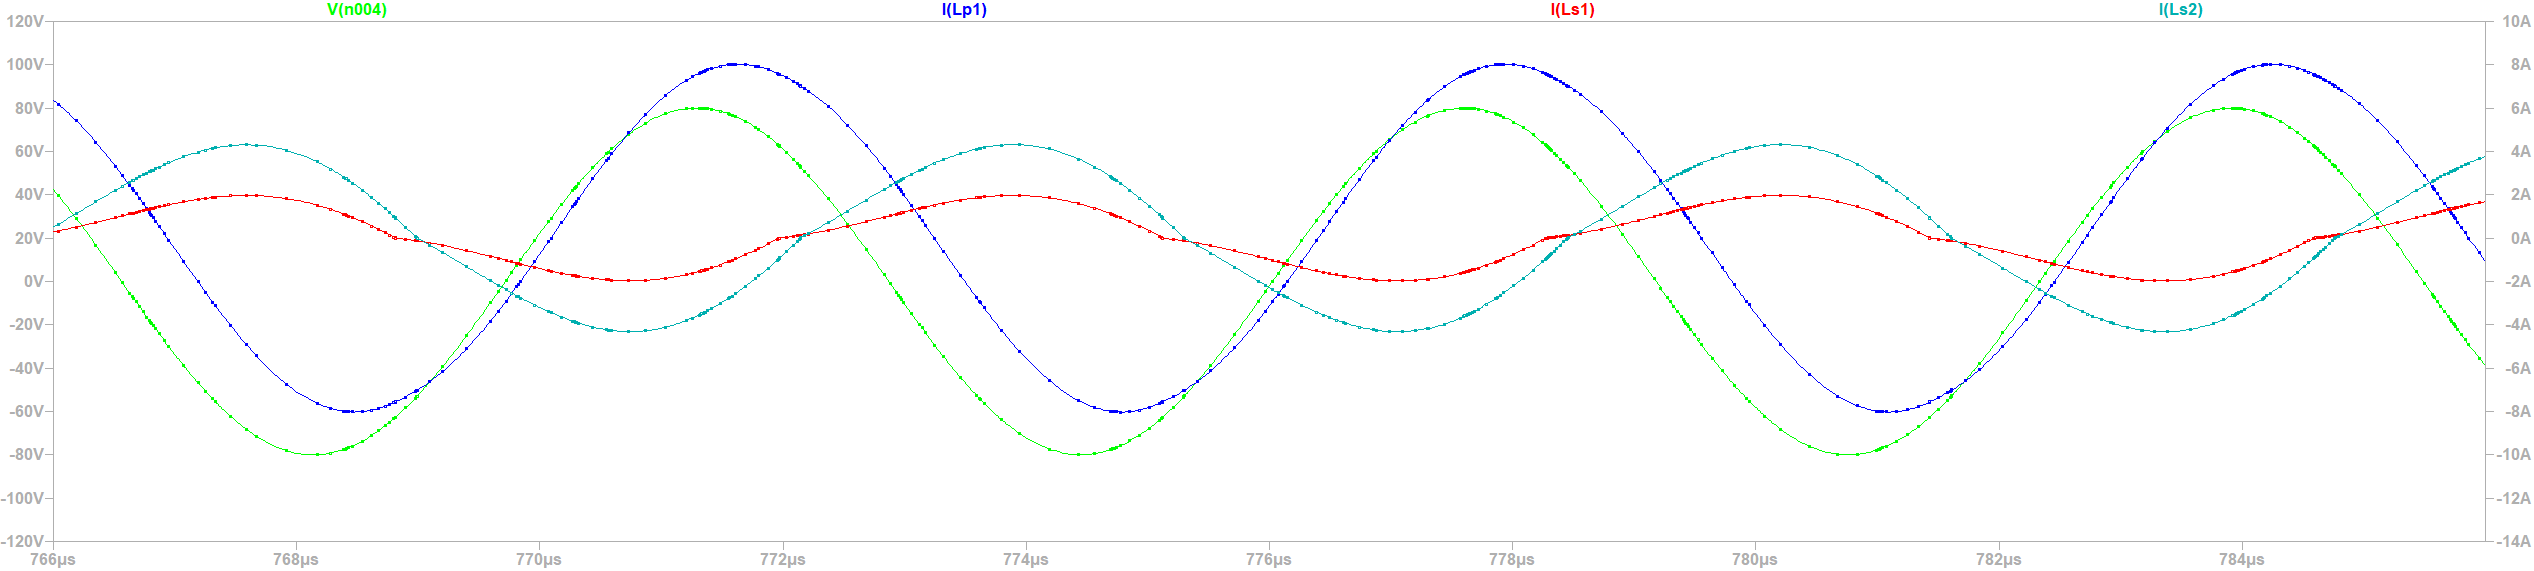 V(n004) I(Lp1) I(Ls1) I(Ls2)
120V 10A
100V 8A
80V 6A
60V 4A
40V 2A
20V 0A
0V -2A
-20V -4A
-40V -6A
-60V -8A
-80V -10A
-100V -12A
-120V -14A
766µs 768µs 770µs 772µs 774µs 776µs 778µs 780µs 782µs 784µs